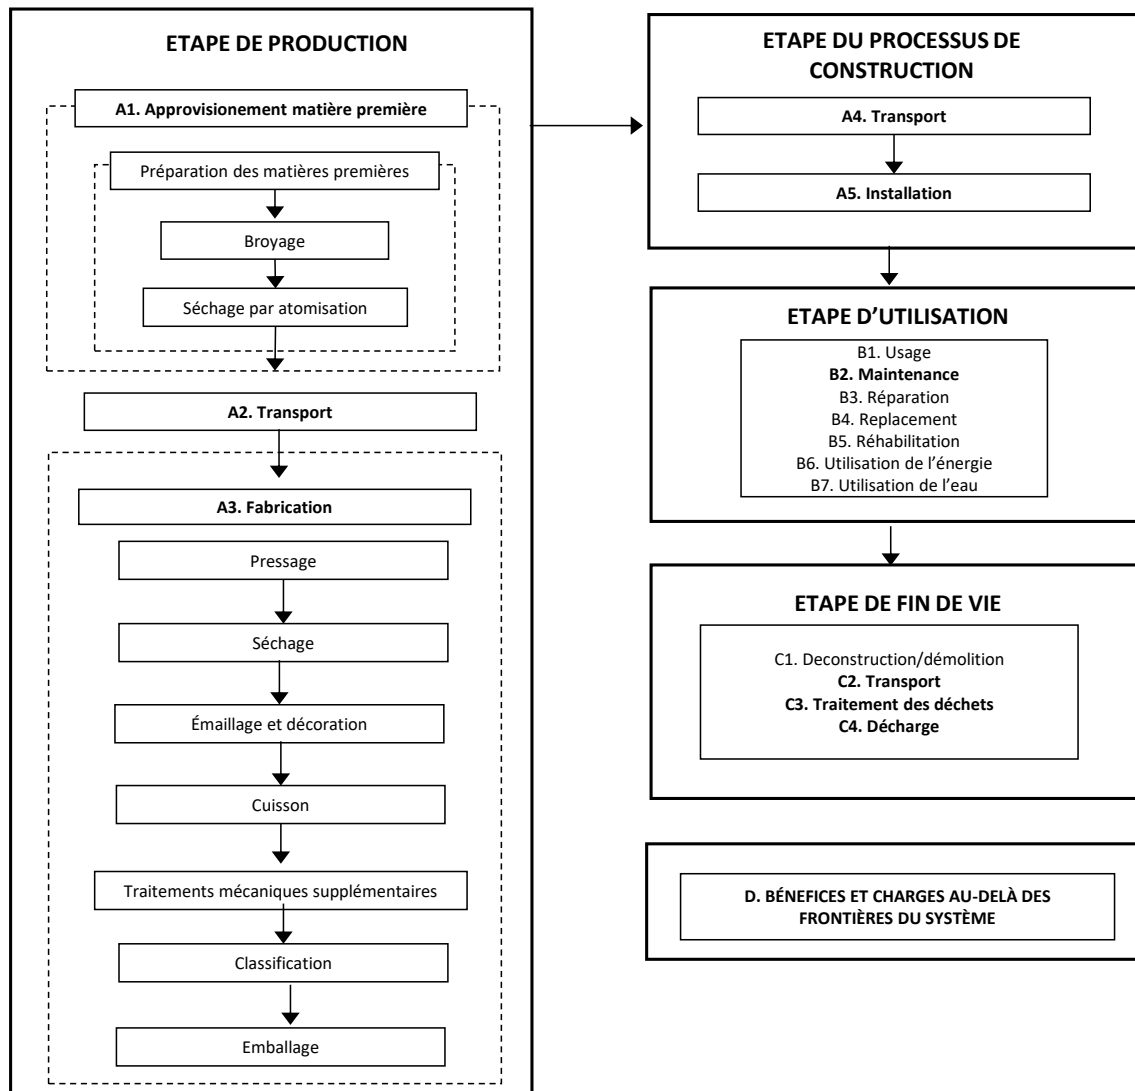 ETAPE DE PRODUCTION
A1. Approvisionement matière première
Préparation des matières premières
Broyage
Séchage par atomisation
A2. Transport
A3. Fabrication
Pressage
Séchage
Émaillage et décoration
Cuisson
Traitements mécaniques supplémentaires
Classification
Emballage
ETAPE DU PROCESSUS DE
CONSTRUCTION
A4. Transport
A5. Installation
ETAPE D’UTILISATION
B1. Usage
B2. Maintenance
B3. Réparation
B4. Replacement
B5. Réhabilitation
B6. Utilisation de l’énergie
B7. Utilisation de l’eau
ETAPE DE FIN DE VIE
C1. Deconstruction/démolition
C2. Transport
C3. Traitement des déchets
C4. Décharge
D. BÉNEFICES ET CHARGES AU-DELÀ DES
FRONTIÈRES DU SYSTÈME